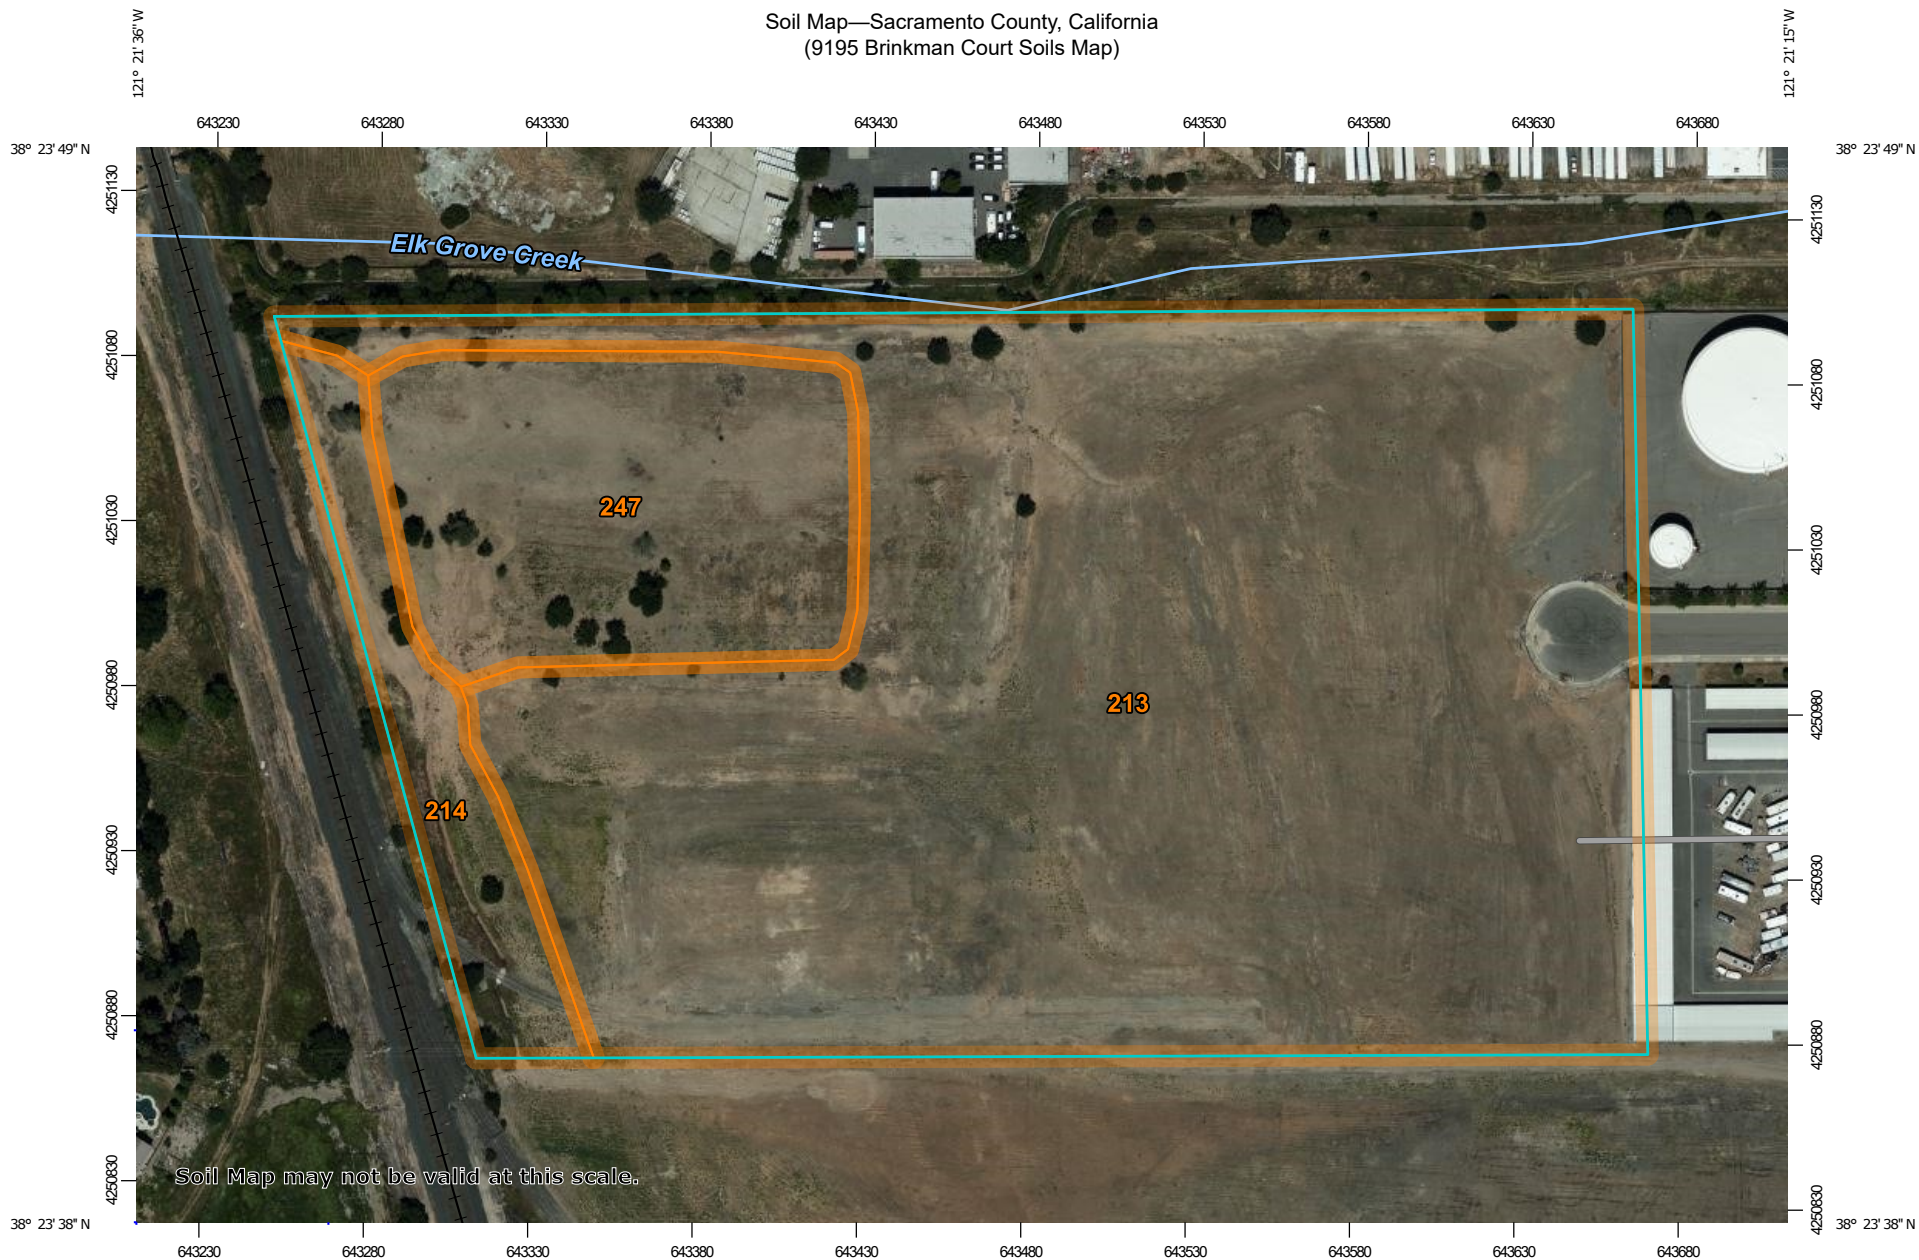 Soil Map—Sacramento County, California
(9195 Brinkman Court Soils Map)
121° 21' 36" W
121° 21' 15" W
643230 643280 643330 643380 643430 643480 643530 643580 643630 643680
38° 23' 49" N
38° 23' 49" N
4251130
4251130
Elk Grove Creek
4251080
4251080
247
4251030
4251030
213
4250980
4250980
214
4250930
4250930
4250880
4250880
Soil Map may not be valid at this scale.
4250830
4250830
38° 23' 38" N
38° 23' 38" N
643230 643280 643330 643380 643430 643480 643530 643580 643630 643680